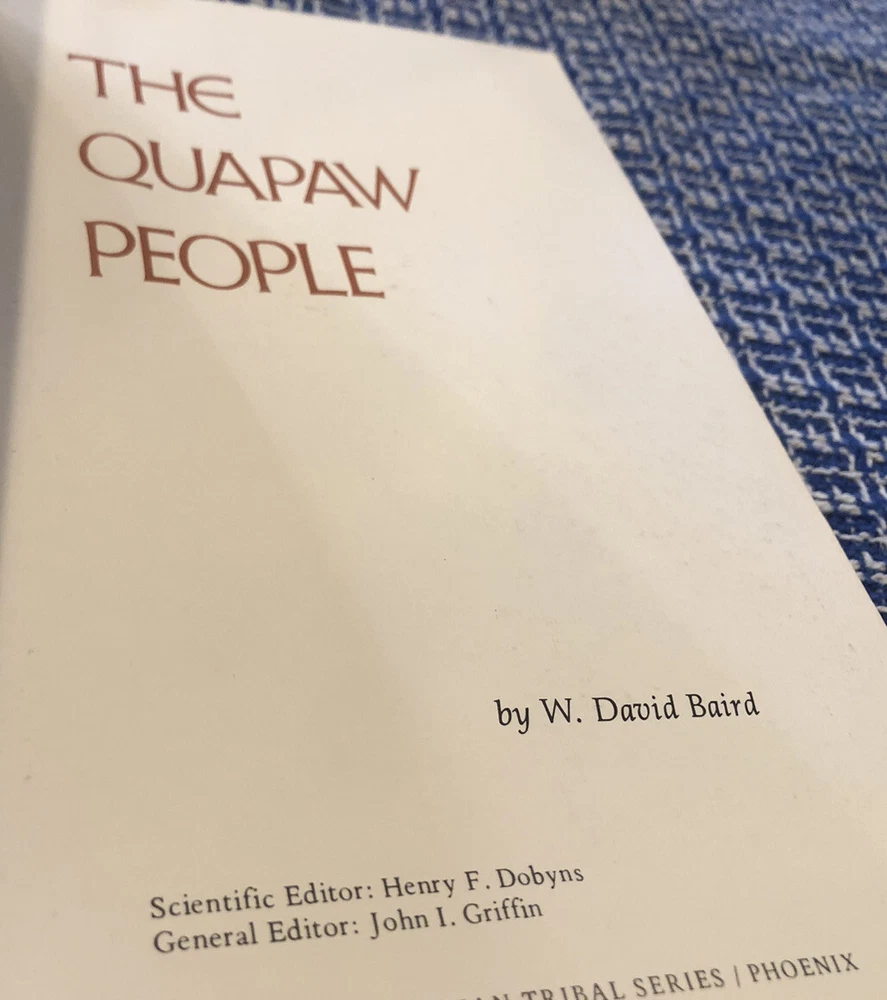 THE
QUAPAW
PEOPLE
by W. David Baird
Scientific Editor: Henry F. Dobyns
General Editor: John I. Griffin
TRIBAL SERIES | PHOENIX